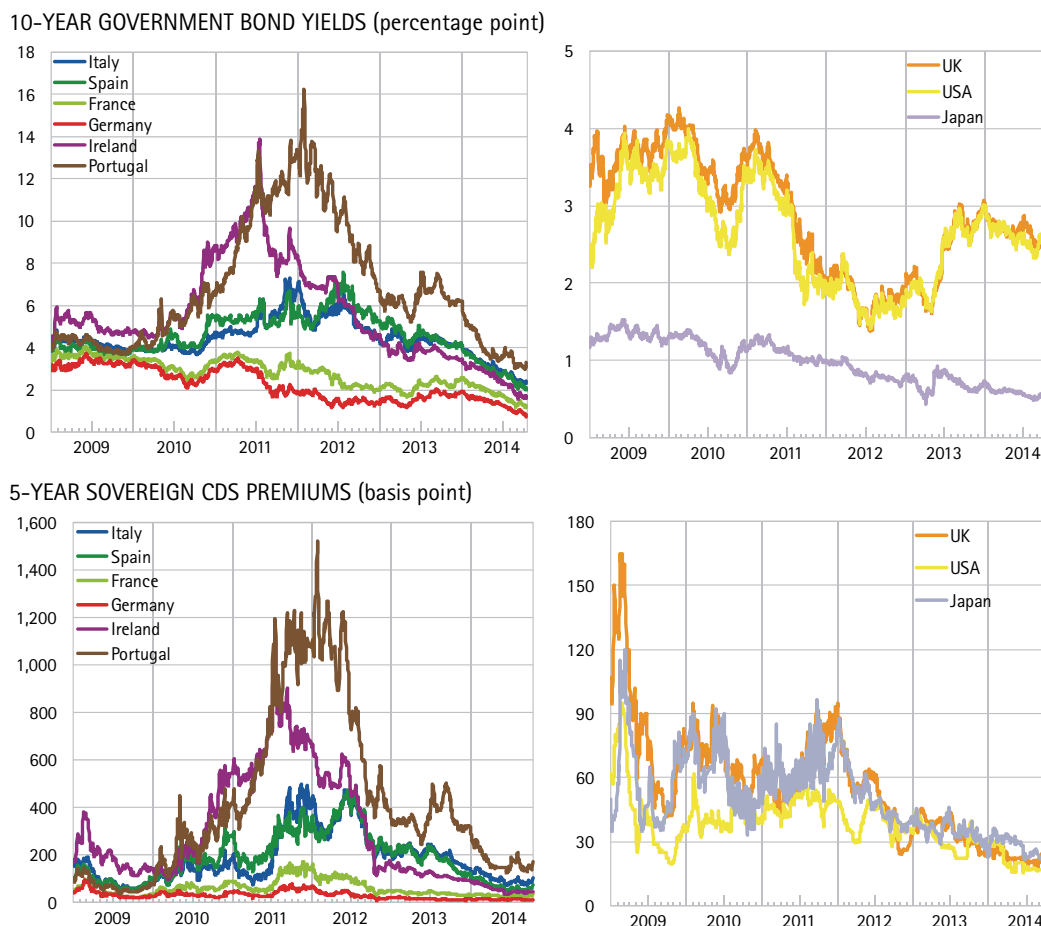 10-YEAR GOVERNMENT BOND YIELDS (percentage point)
18
16
14
12
10
8
6
4
2
0
Italy
Spain
France
Germany
Ireland
Portugal
2009 2010 2011 2012 2013 2014
5
4
3
2
1
0
UK
USA
Japan
2009 2010 2011 2012 2013 2014
5-YEAR SOVEREIGN CDS PREMIUMS (basis point)
1,600
1,400
1,200
1,000
800
600
400
200
0
Italy
Spain
France
Germany
Ireland
Portugal
2009 2010 2011 2012 2013 2014
180
150
120
90
60
30
0
UK
USA
Japan
2009 2010 2011 2012 2013 2014